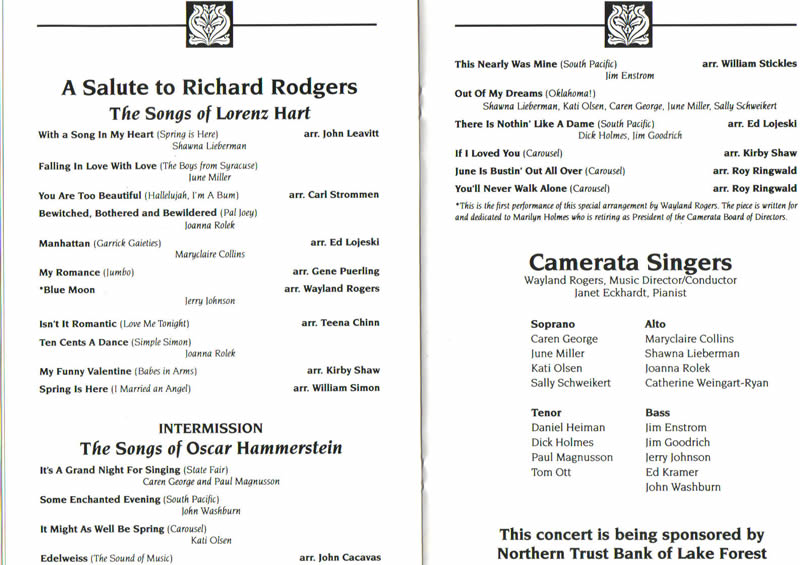 A Salute to Richard Rodgers
The Songs of Lorenz Hart
With a Song In My Heart (Spring is Here) arr. John Leavitt
Shawna Lieberman
Falling In Love With Love (The Boys from Syracuse)
June Miller
You Are Too Beautiful (Hallelujah, I'm A Bum) arr. Carl Strommen
Bewitched, Bothered and Bewildered (Pal Joey)
Joanna Rolek
Manhattan (Garrick Gaieties) arr. Ed Lojeski
Maryclaire Collins
My Romance (Jumbo) arr. Gene Puerling
*Blue Moon arr. Wayland Rogers
Jerry Johnson
Isn't It Romantic (Love Me Tonight) arr. Teena Chinn
Ten Cents A Dance (Simple Simon)
Joanna Rolek
My Funny Valentine (Babes in Arms) arr. Kirby Shaw
Spring Is Here (I Married an Angel) arr. William Simon
INTERMISSION
The Songs of Oscar Hammerstein
It's A Grand Night For Singing (State Fair)
Caren George and Paul Magnusson
Some Enchanted Evening (South Pacific)
John Washburn
It Might As Well Be Spring (Carousel)
Kati Olsen
Edelweiss (The Sound of Music) arr. John Cacavas
This Nearly Was Mine (South Pacific) arr. William Stickles
Jim Enstrom
Out Of My Dreams (Oklahoma!)
Shawna Lieberman, Kati Olsen, Caren George, June Miller, Sally Schweikert
There Is Nothin' Like A Dame (South Pacific) arr. Ed Lojeski
Dick Holmes, Jim Goodrich
If I Loved You (Carousel) arr. Kirby Shaw
June Is Bustin' Out All Over (Carousel) arr. Roy Ringwald
You'll Never Walk Alone (Carousel) arr. Roy Ringwald
*This is the first performance of this special arrangement by Wayland Rogers. The piece is written for
and dedicated to Marilyn Holmes who is retiring as President of the Camerata Board of Directors.
Camerata Singers
Wayland Rogers, Music Director/Conductor
Janet Eckhardt, Pianist
Soprano
Caren George
June Miller
Kati Olsen
Sally Schweikert
Alto
Maryclaire Collins
Shawna Lieberman
Joanna Rolek
Catherine Weingart-Ryan
Tenor
Daniel Heiman
Dick Holmes
Paul Magnusson
Tom Ott
Bass
Jim Enstrom
Jim Goodrich
Jerry Johnson
Ed Kramer
John Washburn
This concert is being sponsored by
Northern Trust Bank of Lake Forest